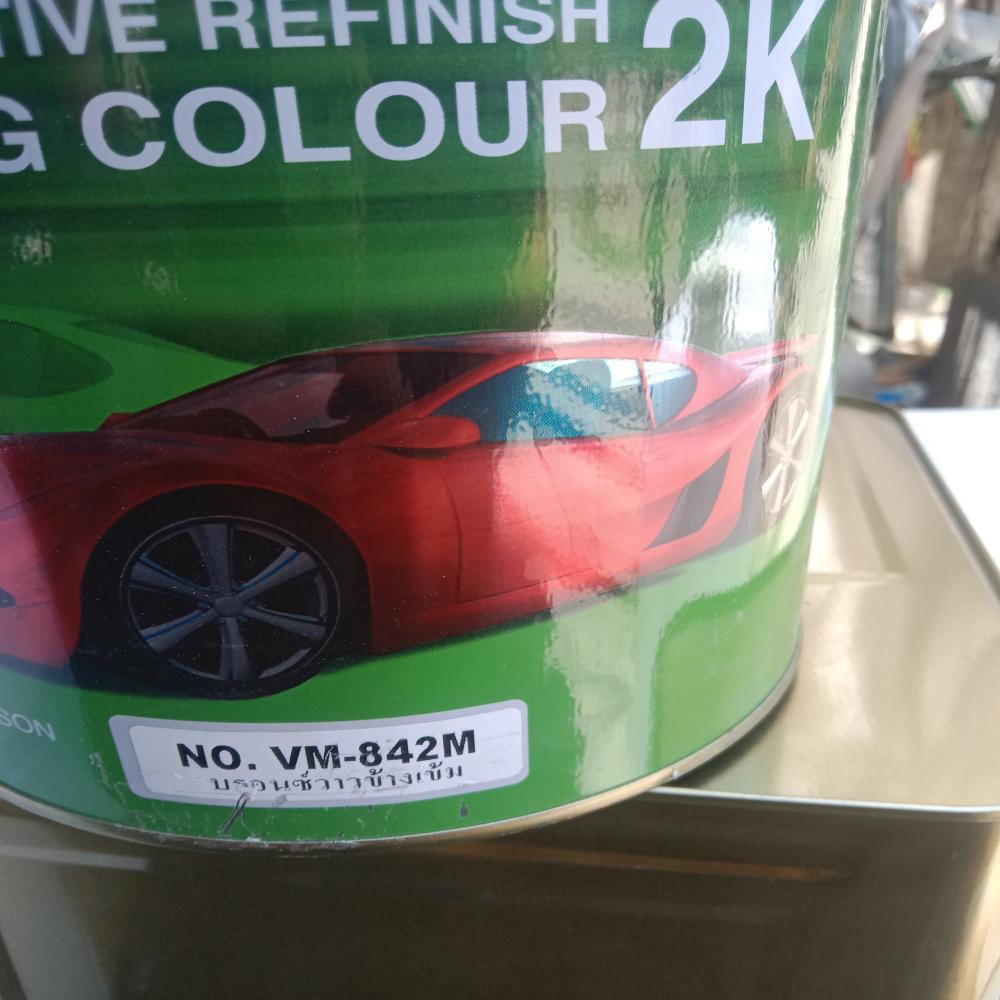 TIVE REFINISH 2K
G COLOUR
SON
NO. VM-842M
บรอนซ์วาวข้างเข้ม